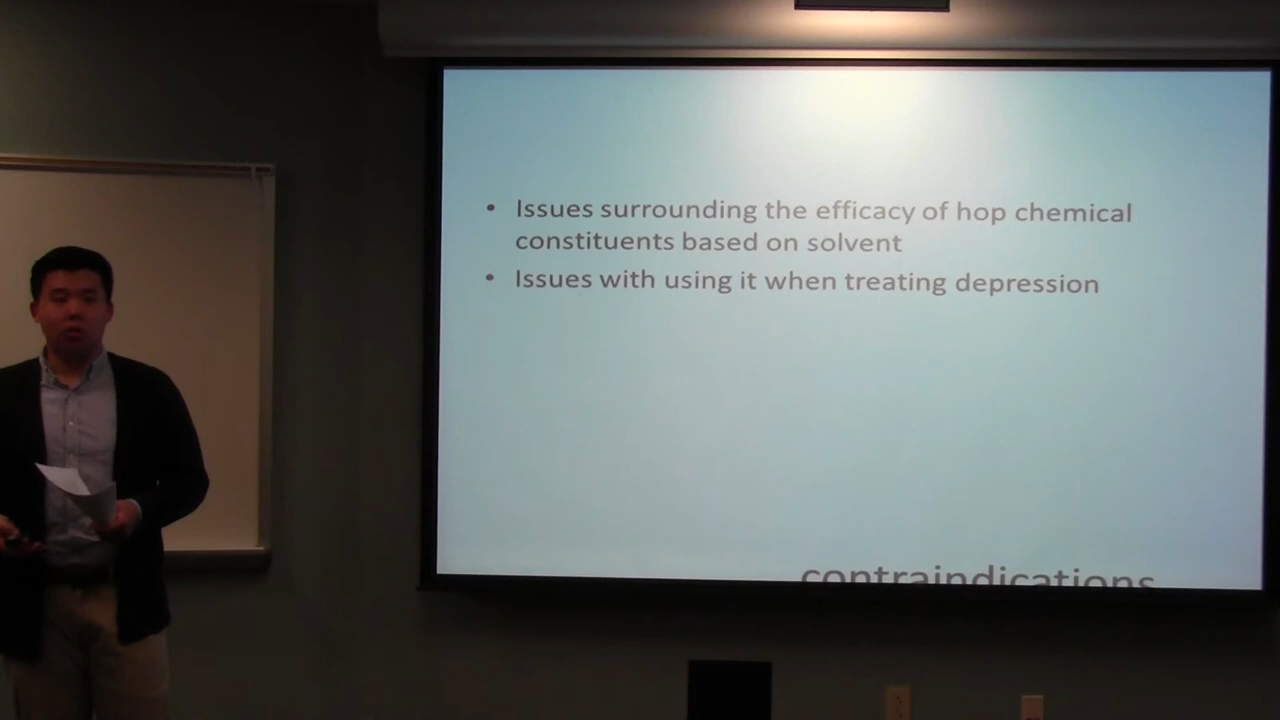 • Issues surrounding the efficacy of hop chemical
constituents based on solvent
• Issues with using it when treating depression
contraindications